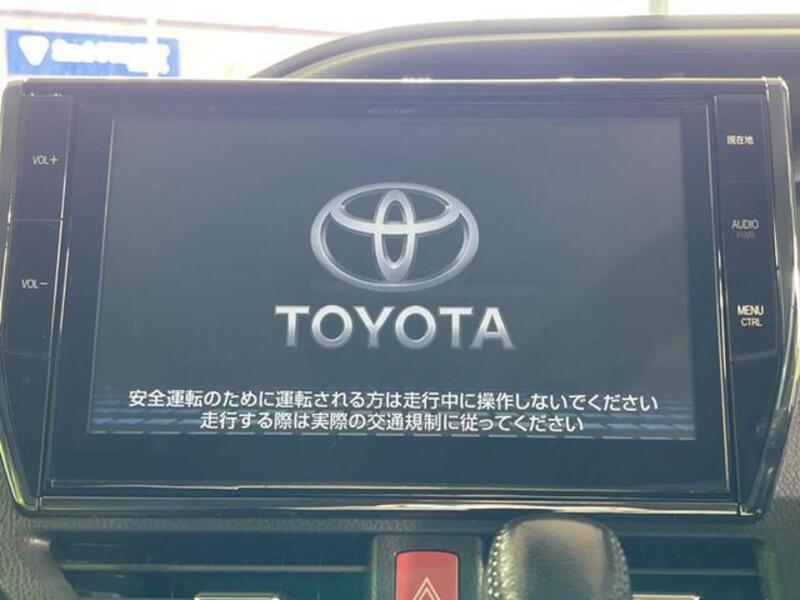 VOL+
VOL−
現在地
AUDIO
PWR
MENU
CTRL
TOYOTA
安全運転のために運転される方は走行中に操作しないでください
走行する際は実際の交通規制に従ってください